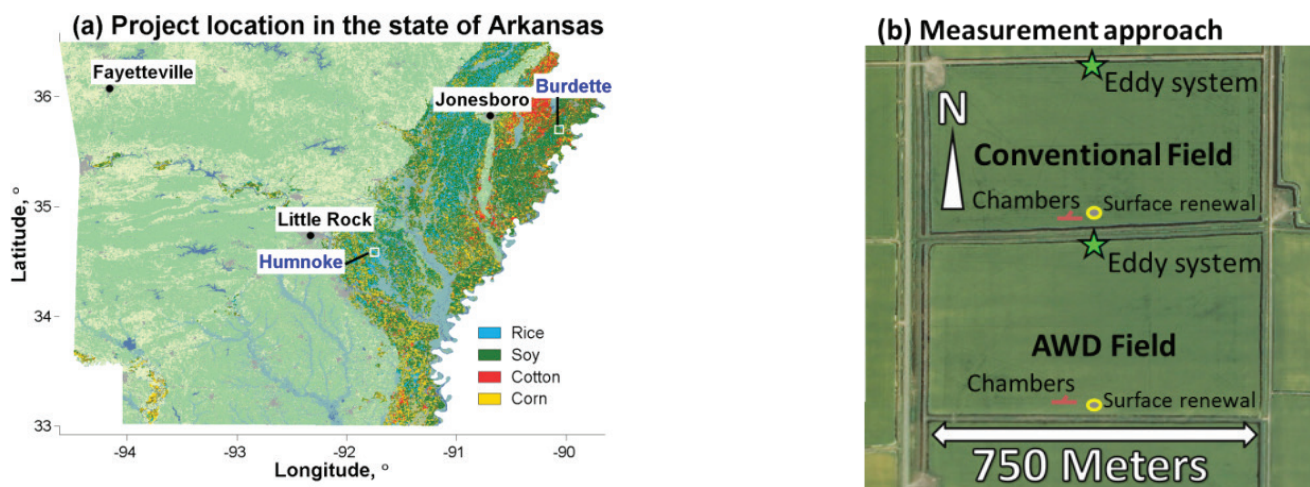 (a) Project location in the state of Arkansas
Fayetteville
Burdette
Jonesboro
Little Rock
Humnoke
Rice
Soy
Cotton
Corn
Latitude, °
36
35
34
33
-94
-93
-92
-91
-90
Longitude, °
(b) Measurement approach
Eddy system
N
Conventional Field
Chambers
Surface renewal
Eddy system
AWD Field
Chambers
Surface renewal
750 Meters